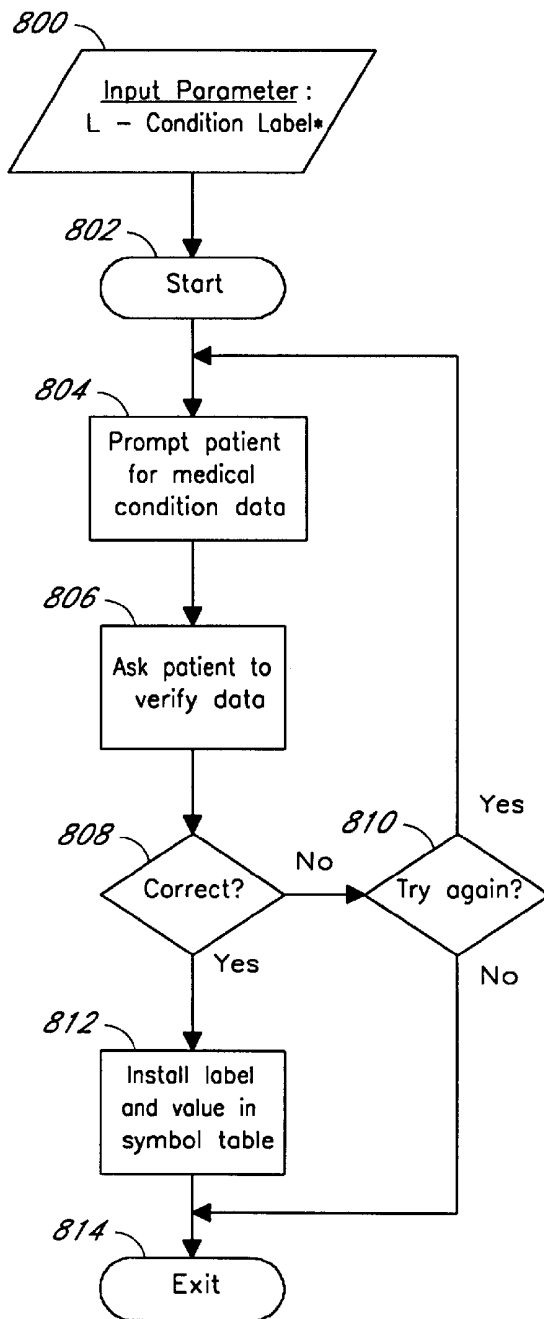 800
Input Parameter :
L – Condition Label*
802
Start
804
Prompt patient
for medical
condition data
806
Ask patient to
verify data
808
Correct?
No
810
Try again?
Yes
No
Yes
812
Install label
and value in
symbol table
814
Exit